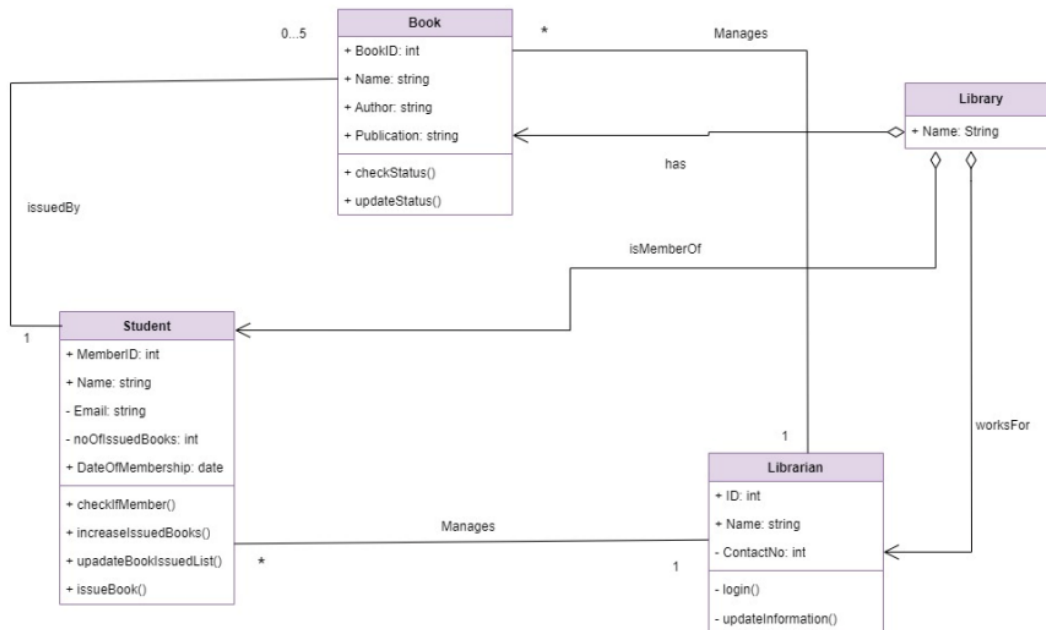 Book
+ BookID: int
+ Name: string
+ Author: string
+ Publication: string
+ checkStatus()
+ updateStatus()
0...5
*
Manages
Library
+ Name: String
has
issuedBy
isMemberOf
1
Student
+ MemberID: int
+ Name: string
- Email: string
- noOfIssuedBooks: int
+ DateOfMembership: date
+ checkIfMember()
+ increaseIssuedBooks()
+ upadateBookIssuedList()
+ issueBook()
worksFor
1
Librarian
+ ID: int
+ Name: string
- ContactNo: int
- login()
- updateInformation()
Manages
*
1